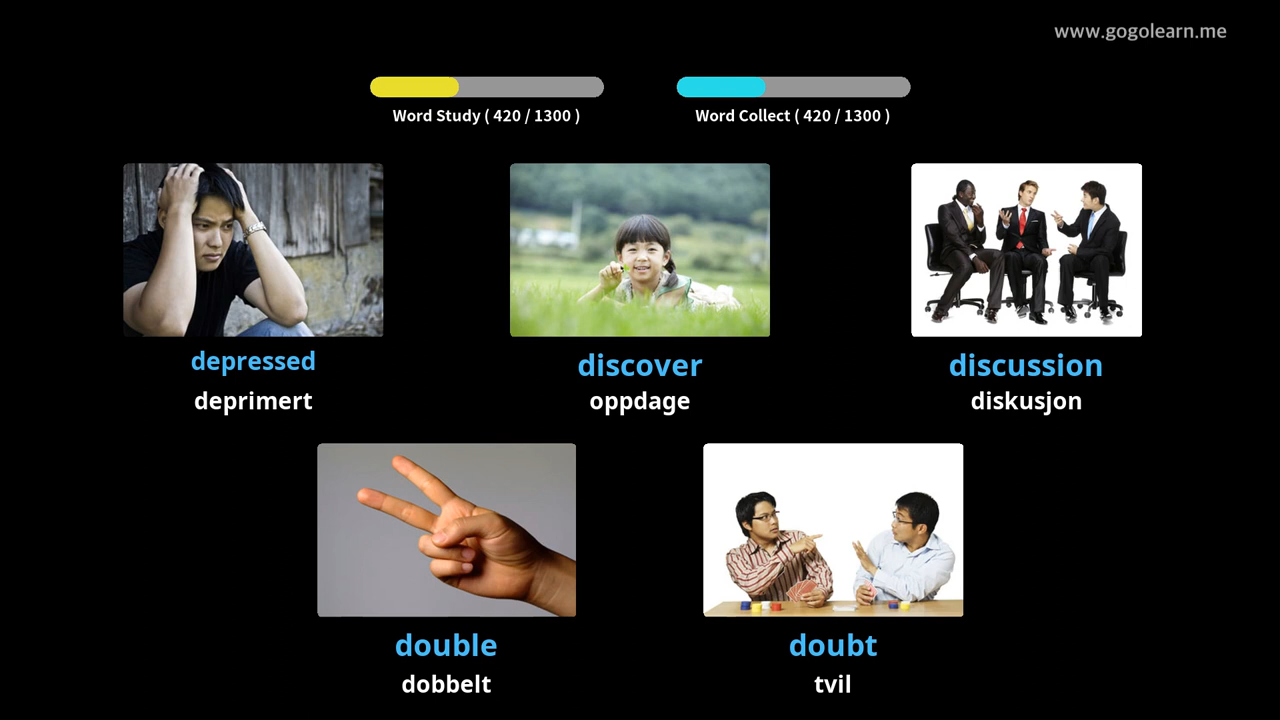 www.gogolearn.me
Word Study ( 420 / 1300 )
Word Collect ( 420 / 1300 )
depressed
deprimert
discover
oppdage
discussion
diskusjon
double
dobbelt
doubt
tvil